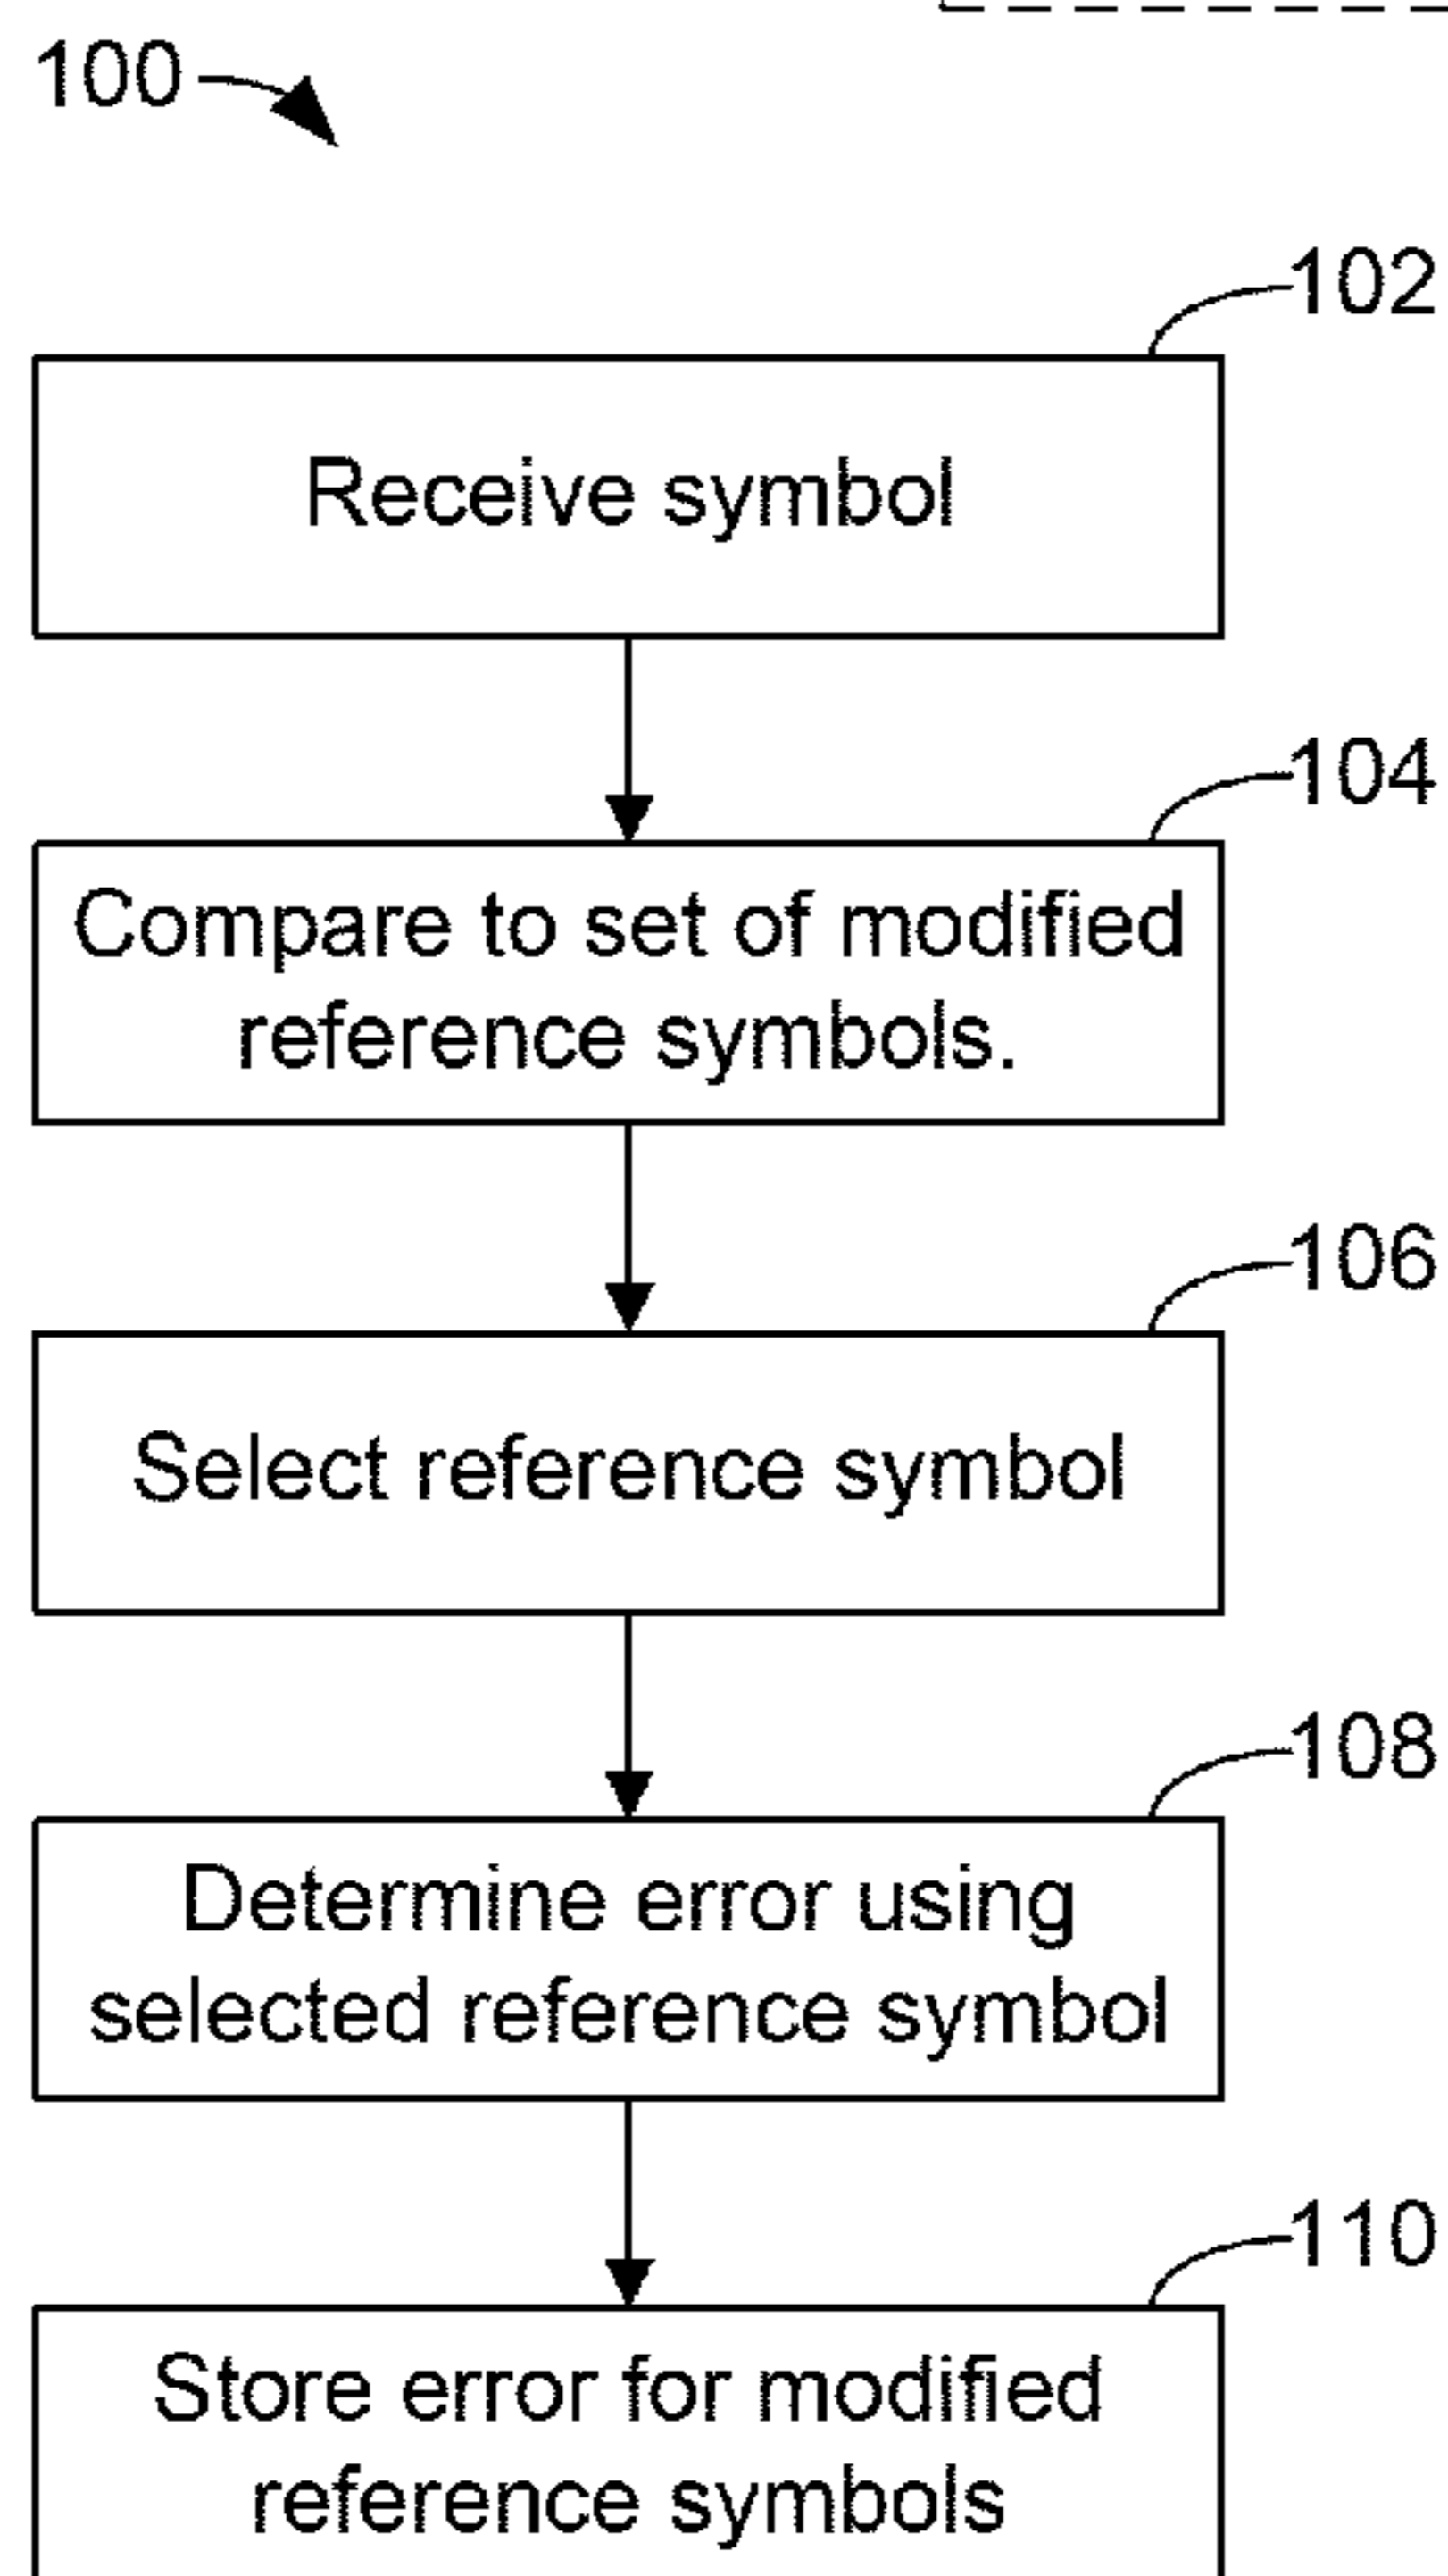 100
102
Receive symbol
104
Compare to set of modified
reference symbols.
106
Select reference symbol
108
Determine error using
selected reference symbol
110
Store error for modified
reference symbols